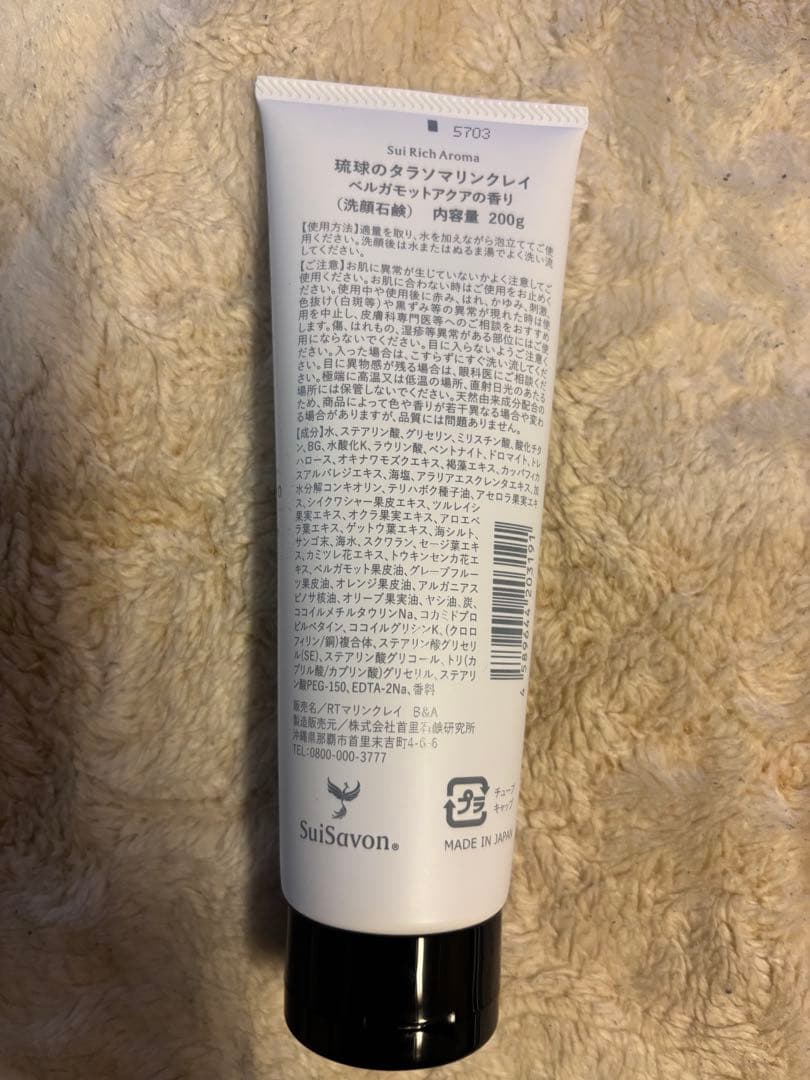 5703
Sui Rich Aroma
琉球のタラソマリンクレイ
ベルガモットアクアの香り
(洗顔石鹸) 内容量 200g
【使用方法】適量を取り、水を加えながら泡立ててご使
用ください。洗顔後は水またはぬるま湯でよく洗い流
してください。
【ご注意】お肌に異常が生じていないかよく注意してご
使用ください。お肌に合わない時はご使用をお止めく
ださい。使用中や使用後に赤み、はれ、かゆみ、刺激、
色抜け(白斑等)や黒ずみ等の異常が現れた時は使
用を中止し、皮膚科専門医等へのご相談をおすすめ
します。傷、はれもの、湿疹等異常がある部位にはご使
用にならないでください。目に入らないようご注意く
ださい。入った場合は、こすらずにすぐ洗い流してくだ
さい。目に異物感が残る場合は、眼科医にご相談くだ
さい。極端に高温又は低温の場所、直射日光のあたる
場所には保管しないでください。天然由来成分配合の
ため、商品によって色や香りが若干異なる場合や変わ
る場合がありますが、品質には問題ありません。
【成分】水、ステアリン酸、グリセリン、ミリスチン酸、酸化チタ
ン、BG、水酸化K、ラウリン酸、ベントナイト、ドロマイト、トレ
ハロース、オキナワモズクエキス、褐藻エキス、カッパフィカ
スアルバレジエキス、海塩、アラリアエスクレンタエキス、加
水分解コンキオリン、テリハボク種子油、アセロラ果実エキ
ス、シイクワシャー果皮エキス、ツルレイシ
果実エキス、オクラ果実エキス、アロエベ
ラ葉エキス、ゲットウ葉エキス、海シルト、
サンゴ末、海水、スクワラン、セージ葉エキ
ス、カミツレ花エキス、トウキンセンカ花エ
キス、ベルガモット果皮油、グレープフルー
ツ果皮油、オレンジ果皮油、アルガニアス
ピノサ核油、オリーブ果実油、ヤシ油、炭、
ココイルメチルタウリンNa、コカミドプロ
ピルベタイン、ココイルグリシンK、(クロロ
フィリン/銅)複合体、ステアリン酸グリセリ
ル(SE)、ステアリン酸グリコール、トリ(カ
プリル酸/カプリン酸)グリセリル、ステアリ
ン酸PEG-150、EDTA-2Na、香料
販売名/RTマリンクレイ B&A
製造販売元/株式会社首里石鹸研究所
沖縄県那覇市首里末吉町4-6-6
TEL:0800-000-3777
4 589644 203191
SuiSavon®
プラ
チューブ
キャップ
MADE IN JAPAN